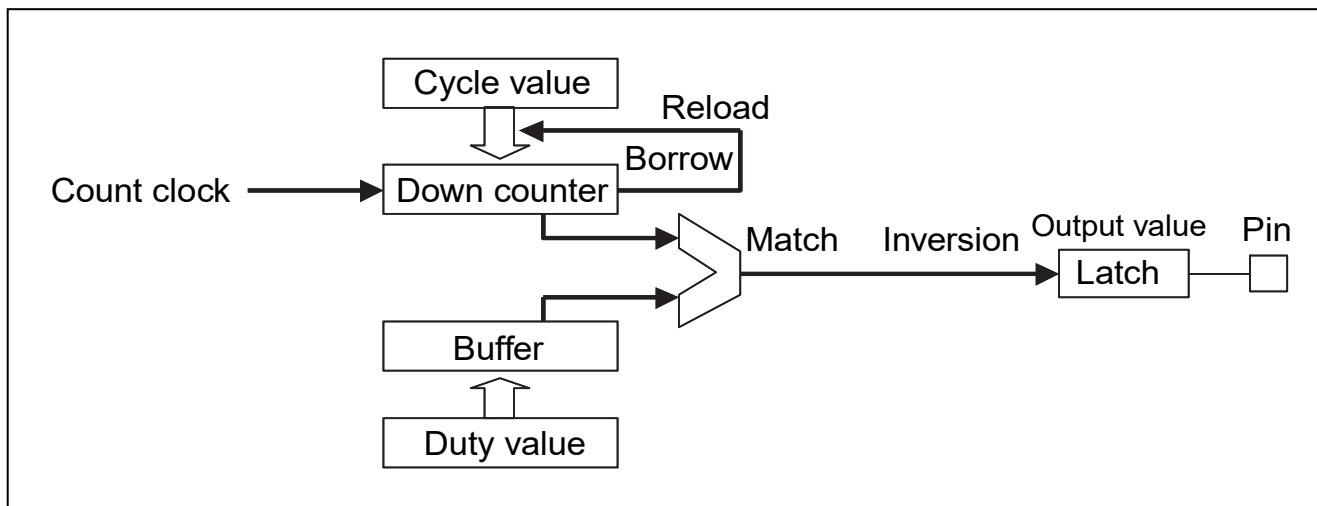 Cycle value
Reload
Borrow
Count clock
Down counter
Match
Inversion
Output value
Latch
Pin
Buffer
Duty value